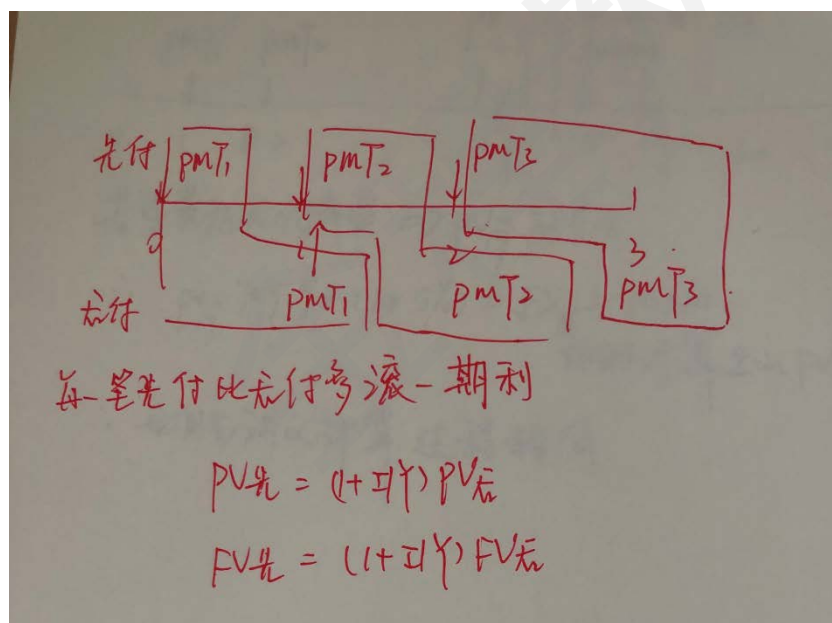 先付 PMT₁ PMT₂ PMT₃
0 1 2 3
后付 PMT₁ PMT₂ PMT₃
每一笔先付比后付多滚一期利
PV先 = (1+I/Y) PV后
FV先 = (1+I/Y) FV后